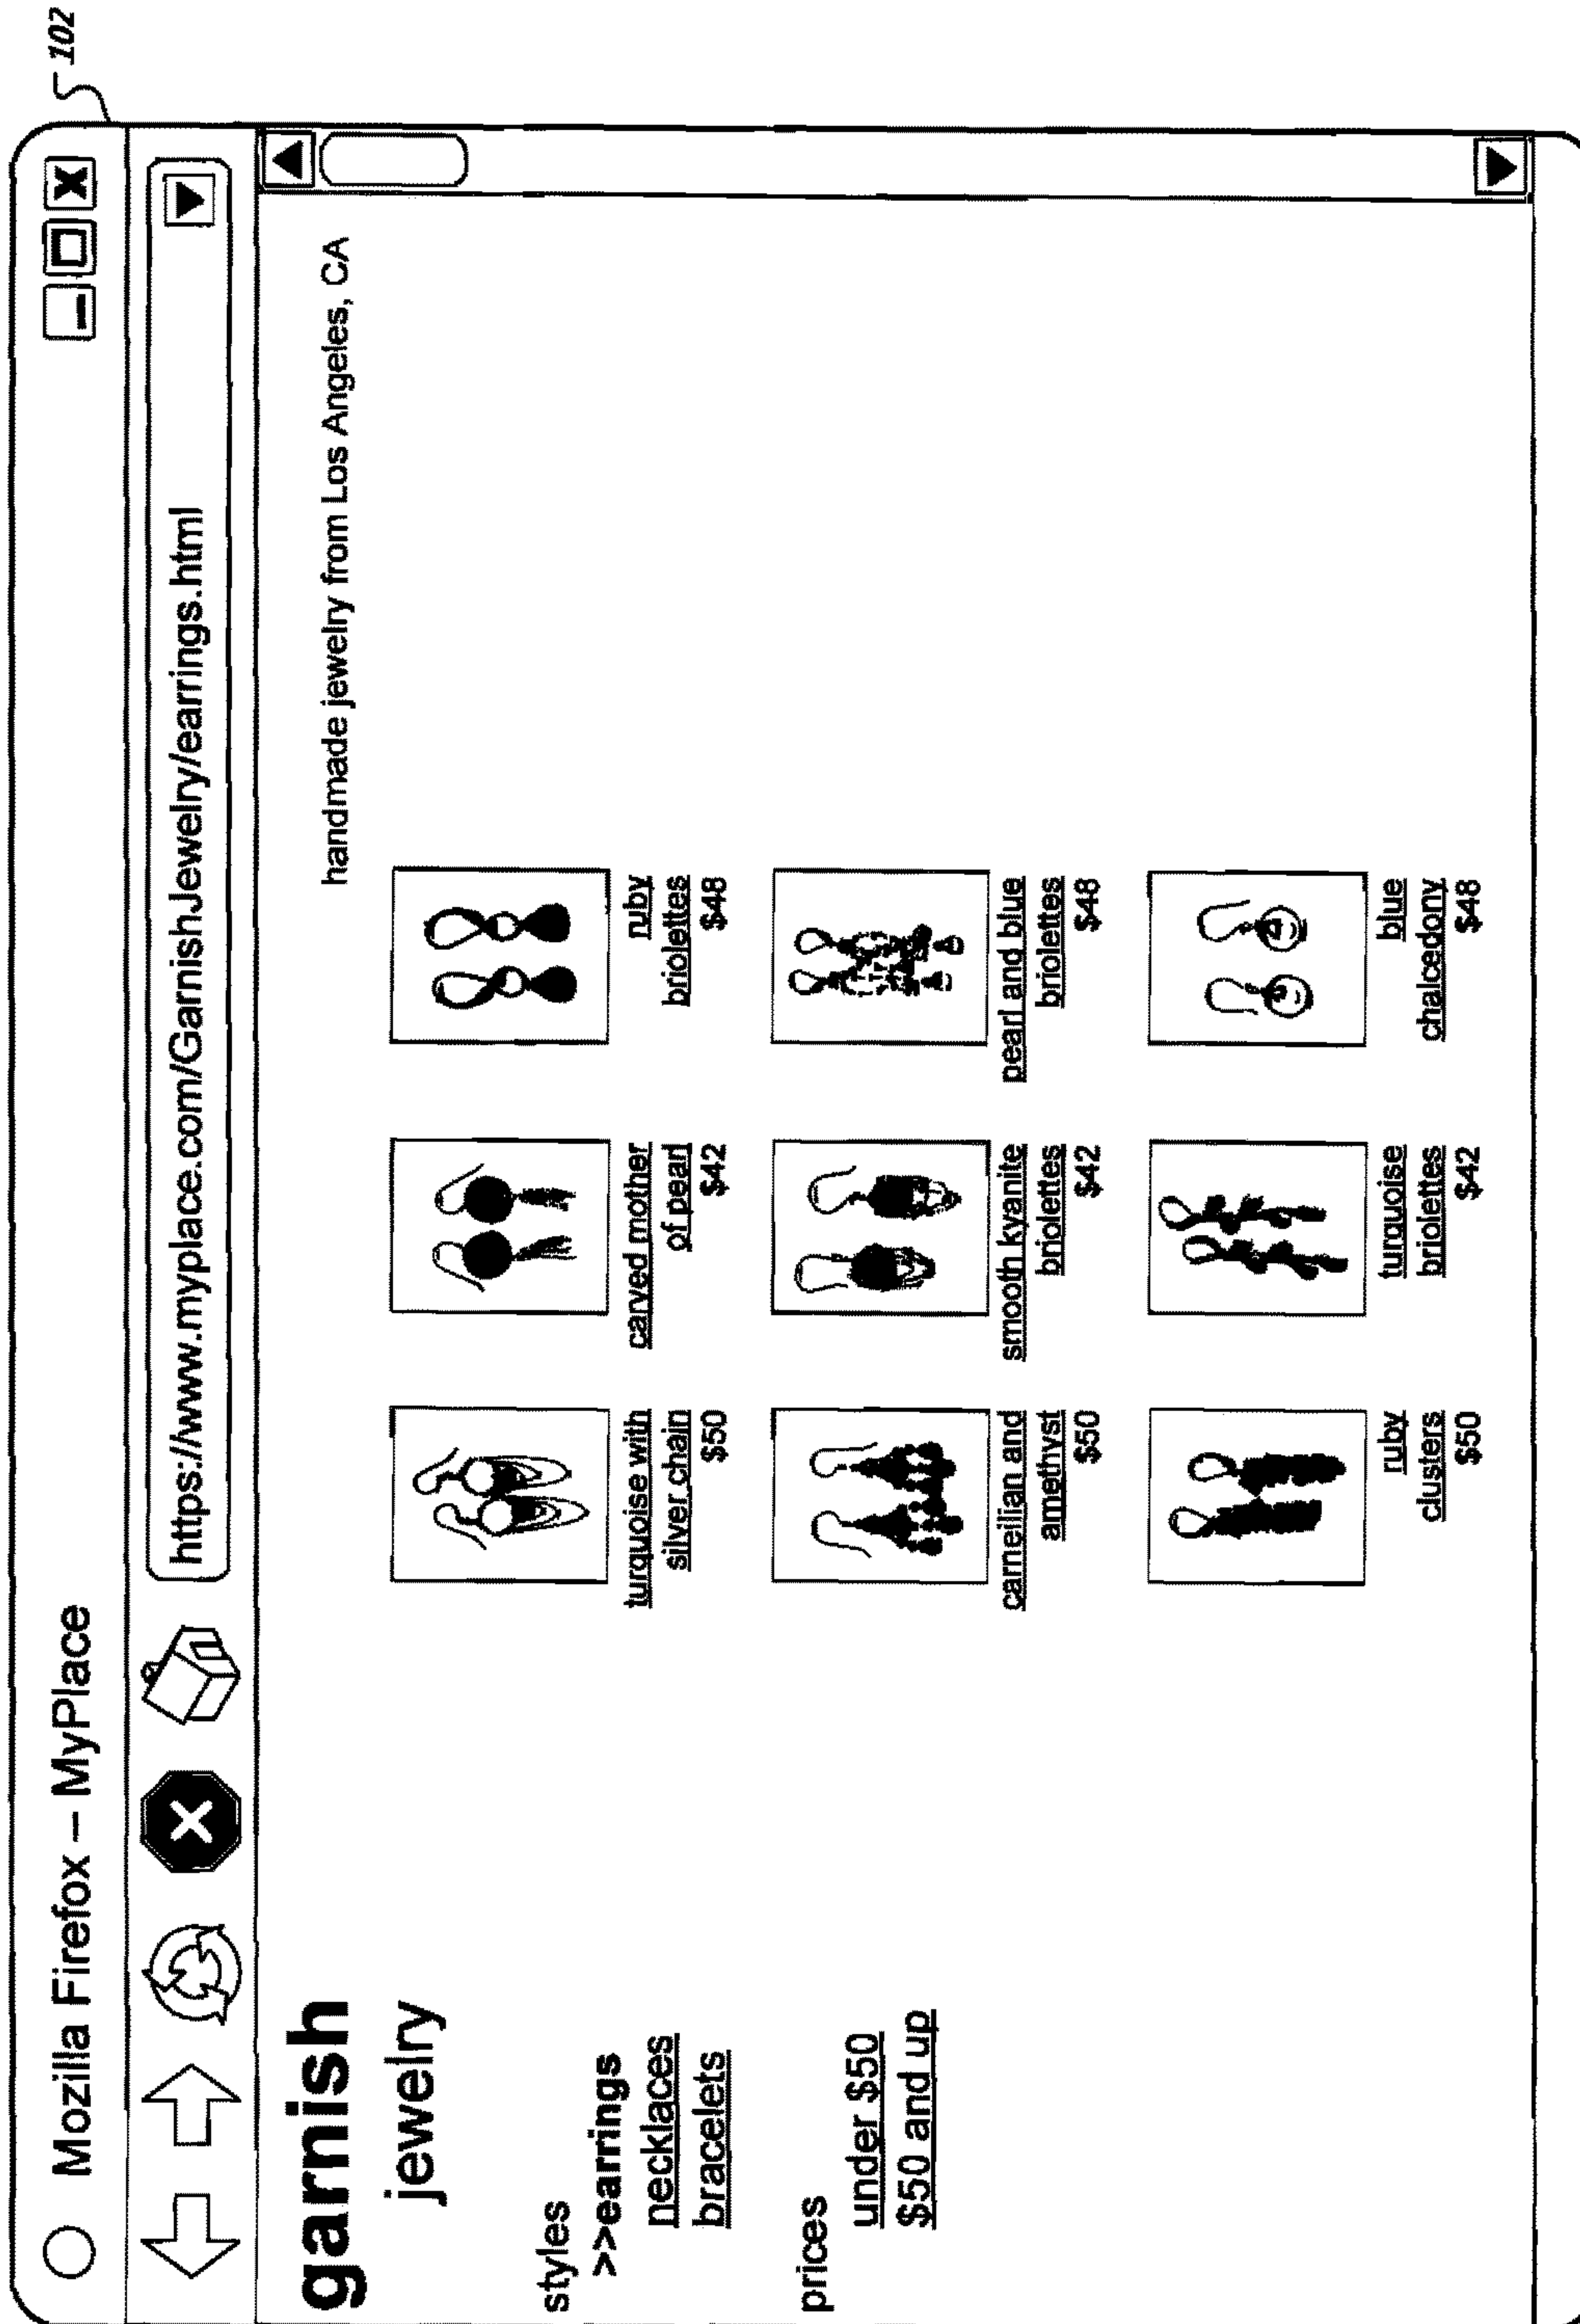 102
Mozilla Firefox – MyPlace
https://www.myplace.com/GarnishJewelry/earrings.html
garnish
jewelry
handmade jewelry from Los Angeles, CA
styles
>>earrings
necklaces
bracelets
prices
under $50
$50 and up
turquoise with
silver chain
$50
carved mother
of pearl
$42
ruby
briolettes
$48
carneilian and
amethyst
$50
smooth kyanite
briolettes
$42
pearl and blue
briolettes
$48
ruby
clusters
$50
turquoise
briolettes
$42
blue
chalcedony
$48